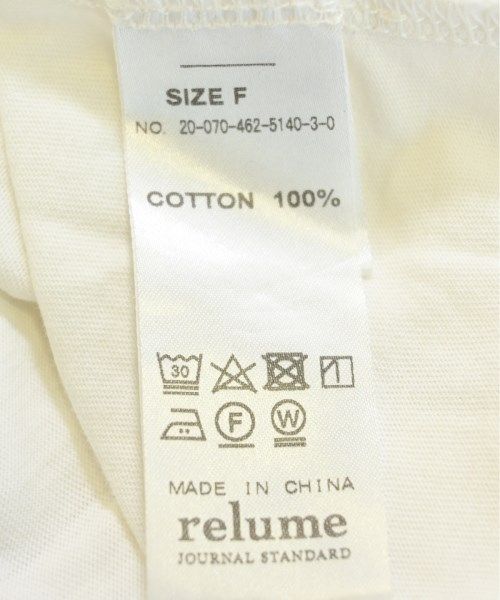 SIZE F
NO. 20-070-462-5140-3-0
COTTON 100%
30
F W
MADE IN CHINA
relume
JOURNAL STANDARD